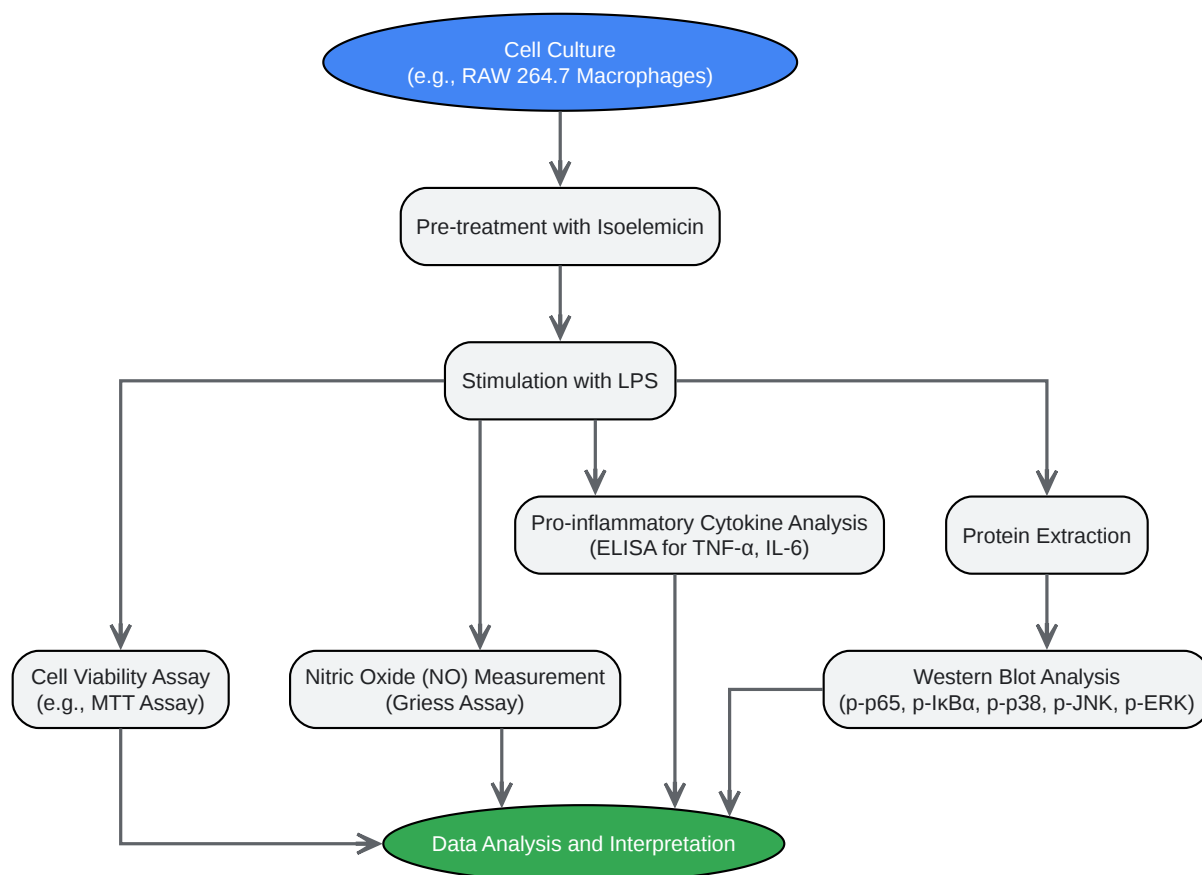 Cell Culture
(e.g., RAW 264.7 Macrophages)
Pre-treatment with Isoelemicin
Stimulation with LPS
Pro-inflammatory Cytokine Analysis
(ELISA for TNF-α, IL-6)
Protein Extraction
Cell Viability Assay
(e.g., MTT Assay)
Nitric Oxide (NO) Measurement
(Griess Assay)
Western Blot Analysis
(p-p65, p-IκBα, p-p38, p-JNK, p-ERK)
Data Analysis and Interpretation